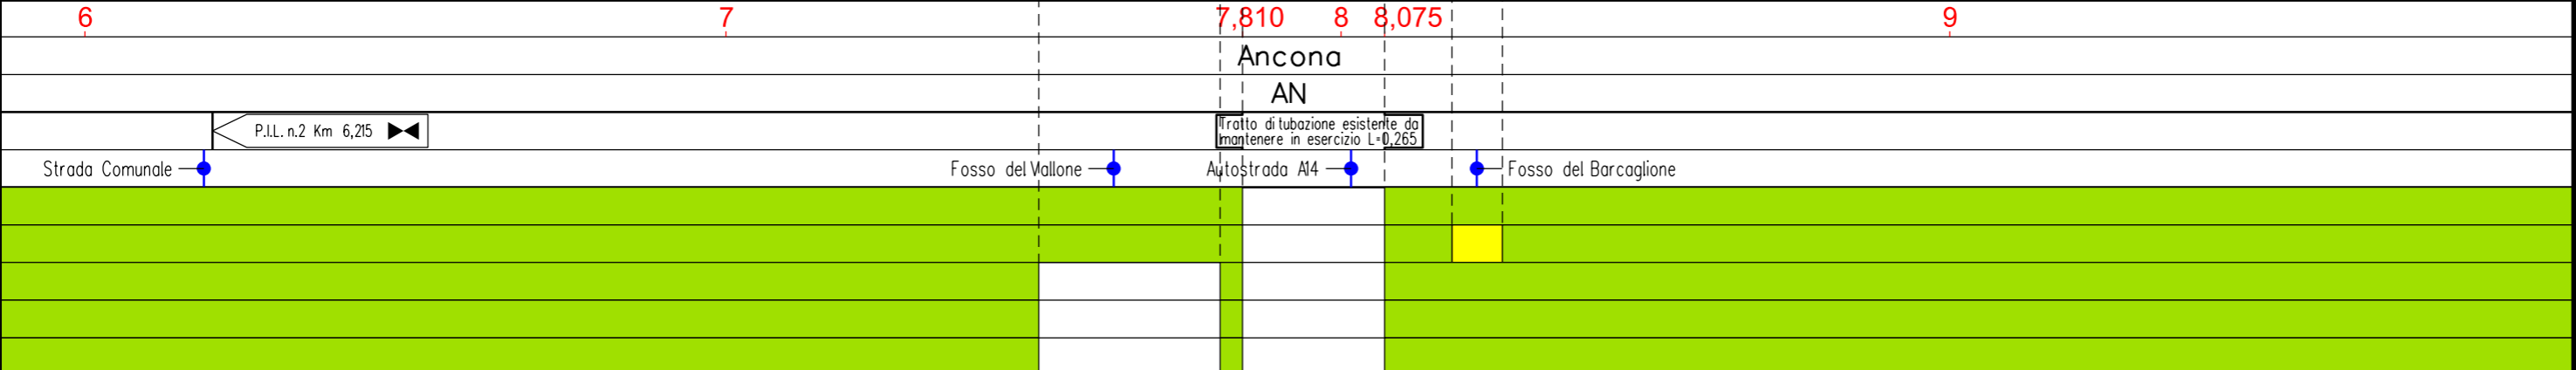 6 7 7,810 8 8,075 9
Ancona
AN
P.I.L. n.2 Km 6,215
Tratto di tubazione esistente da
mantenere in esercizio L=0,265
Strada Comunale Fosso del Vallone Autostrada A14 Fosso del Barcaglione